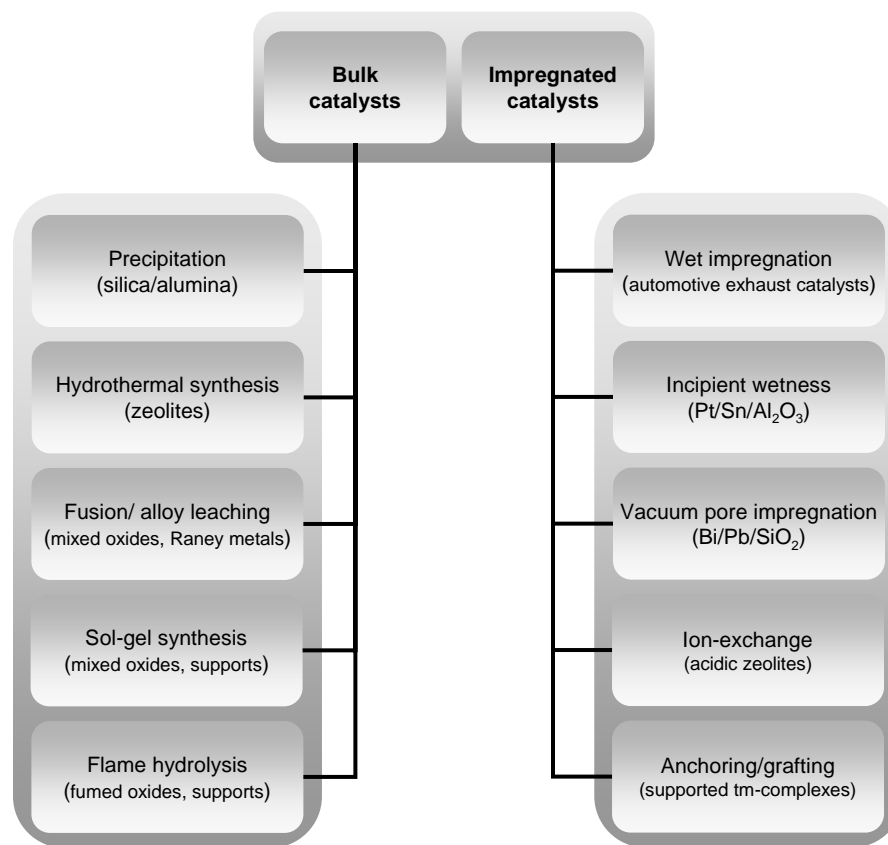 Bulk
catalysts
Impregnated
catalysts
Precipitation
(silica/alumina)
Hydrothermal synthesis
(zeolites)
Fusion/ alloy leaching
(mixed oxides, Raney metals)
Sol-gel synthesis
(mixed oxides, supports)
Flame hydrolysis
(fumed oxides, supports)
Wet impregnation
(automotive exhaust catalysts)
Incipient wetness
(Pt/Sn/Al₂O₃)
Vacuum pore impregnation
(Bi/Pb/SiO₂)
Ion-exchange
(acidic zeolites)
Anchoring/grafting
(supported tm-complexes)